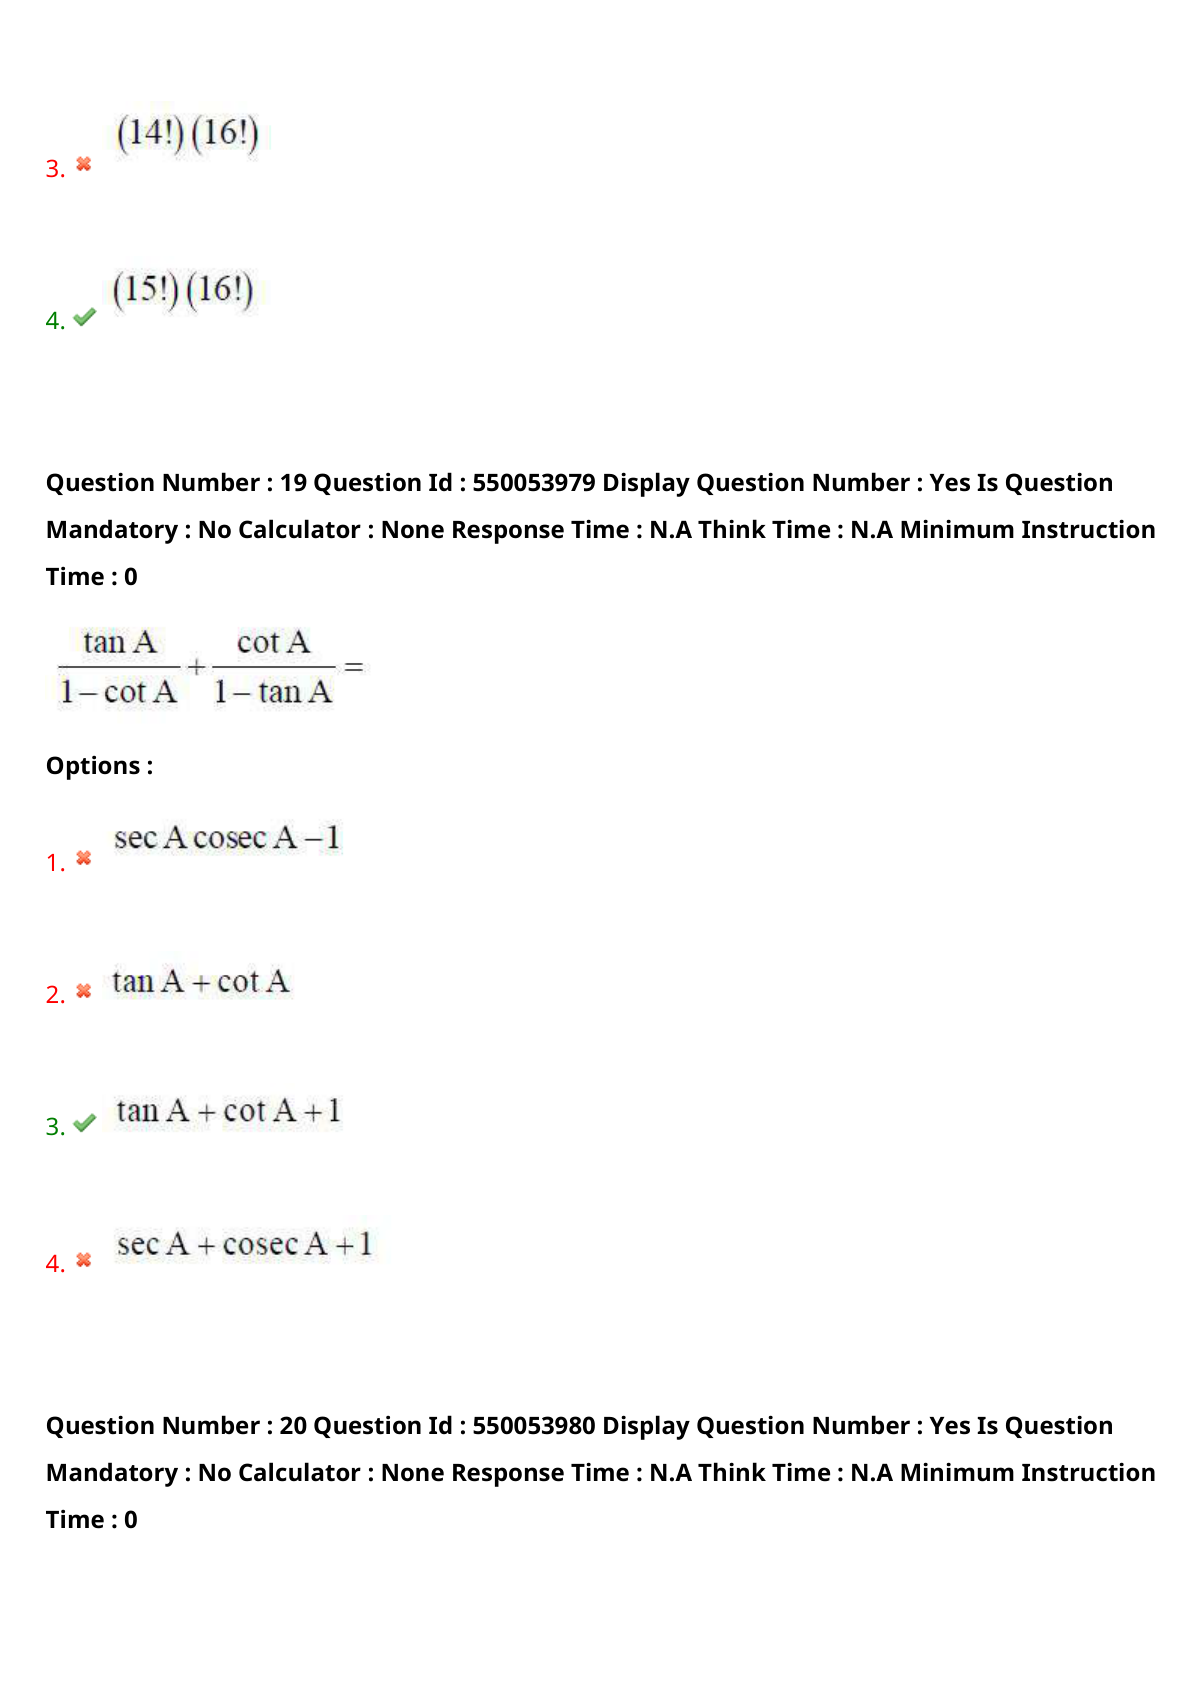 (14!)(16!)
3.
(15!)(16!)
4.
Question Number : 19 Question Id : 550053979 Display Question Number : Yes Is Question
Mandatory : No Calculator : None Response Time : N.A Think Time : N.A Minimum Instruction
Time : 0
tan A / (1 – cot A) + cot A / (1 – tan A) =
Options :
sec A cosec A –1
1.
tan A + cot A
2.
tan A + cot A +1
3.
sec A + cosec A +1
4.
Question Number : 20 Question Id : 550053980 Display Question Number : Yes Is Question
Mandatory : No Calculator : None Response Time : N.A Think Time : N.A Minimum Instruction
Time : 0